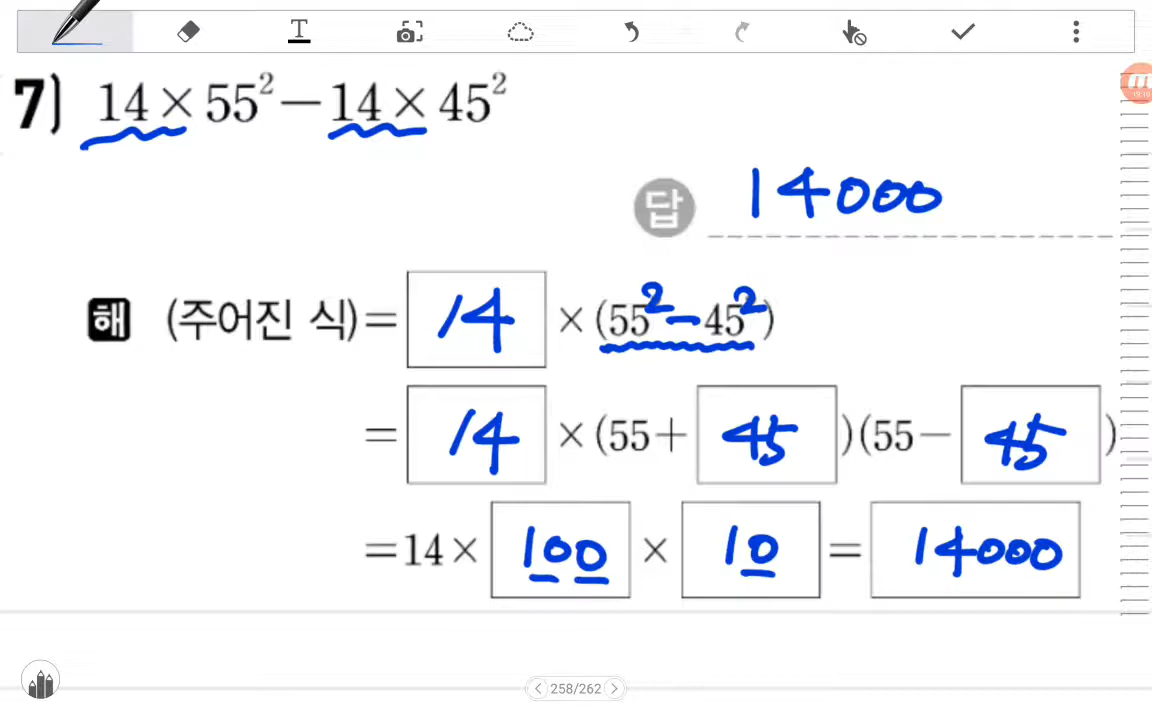 T
7) 14×55²-14×45²
답 14000
해 (주어진 식)= 14 ×(55²-45²)
= 14 ×(55+ 45 )(55- 45 )
=14× 100 × 10 = 14000
258/262